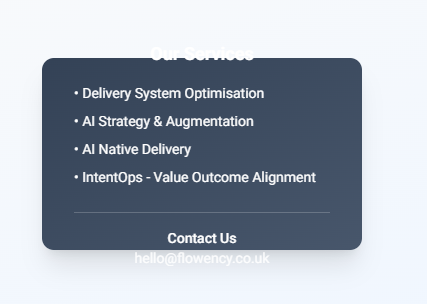 Our Services
• Delivery System Optimisation
• AI Strategy & Augmentation
• AI Native Delivery
• IntentOps - Value Outcome Alignment
Contact Us
hello@flowency.co.uk